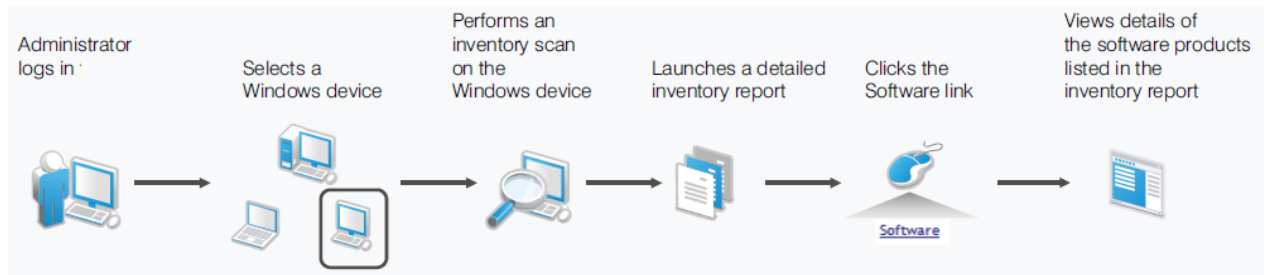 Administrator
logs in
Selects a
Windows device
Performs an
inventory scan
on the
Windows device
Launches a detailed
inventory report
Clicks the
Software link
Views details of
the software products
listed in the
inventory report
Software